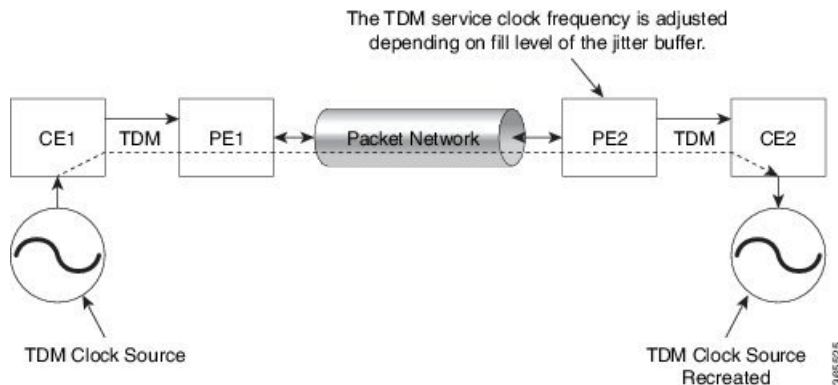 The TDM service clock frequency is adjusted
depending on fill level of the jitter buffer.
CE1
TDM
PE1
Packet Network
PE2
TDM
CE2
TDM Clock Source
TDM Clock Source
Recreated